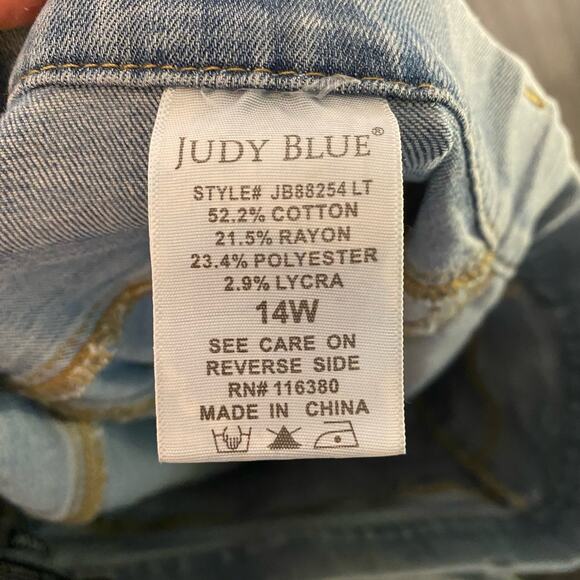 JUDY BLUE®
STYLE# JB88254 LT
52.2% COTTON
21.5% RAYON
23.4% POLYESTER
2.9% LYCRA
14W
SEE CARE ON
REVERSE SIDE
RN# 116380
MADE IN CHINA